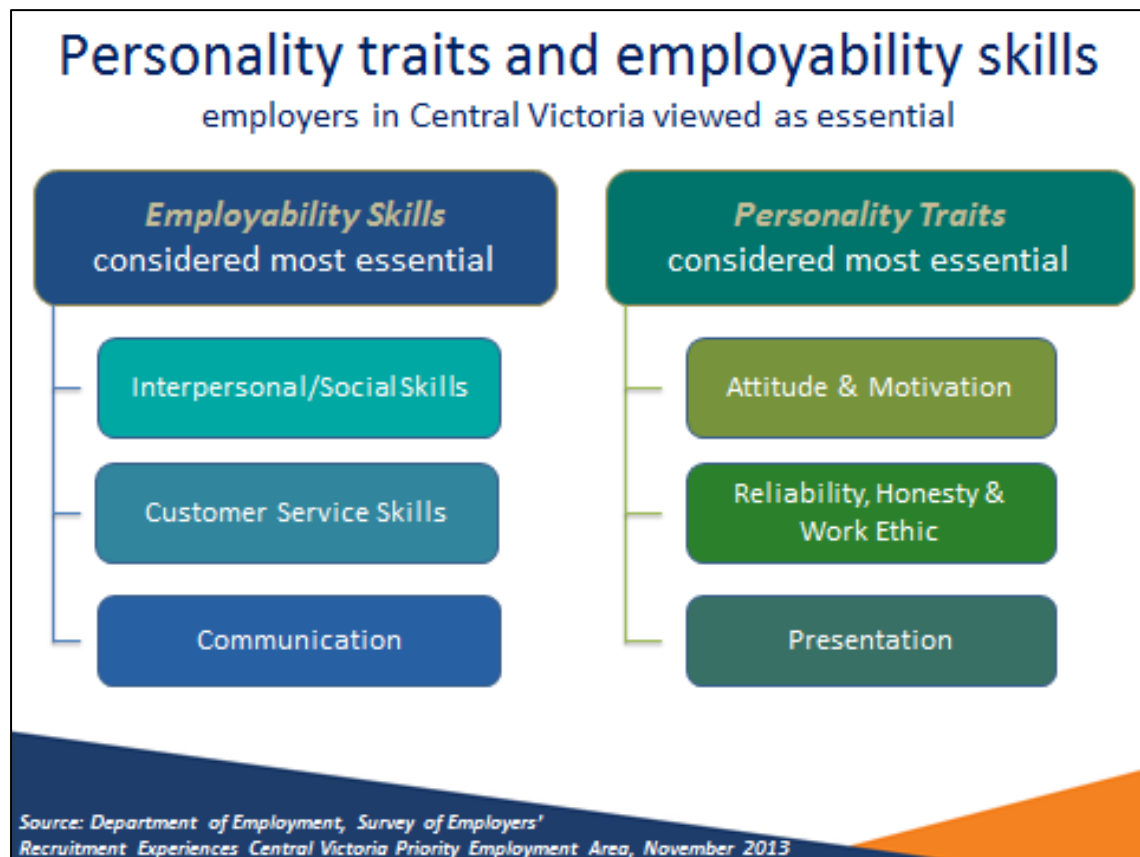 Personality traits and employability skills
employers in Central Victoria viewed as essential
Employability Skills
considered most essential
Interpersonal/Social Skills
Customer Service Skills
Communication
Personality Traits
considered most essential
Attitude & Motivation
Reliability, Honesty &
Work Ethic
Presentation
Source: Department of Employment, Survey of Employers'
Recruitment Experiences Central Victoria Priority Employment Area, November 2013